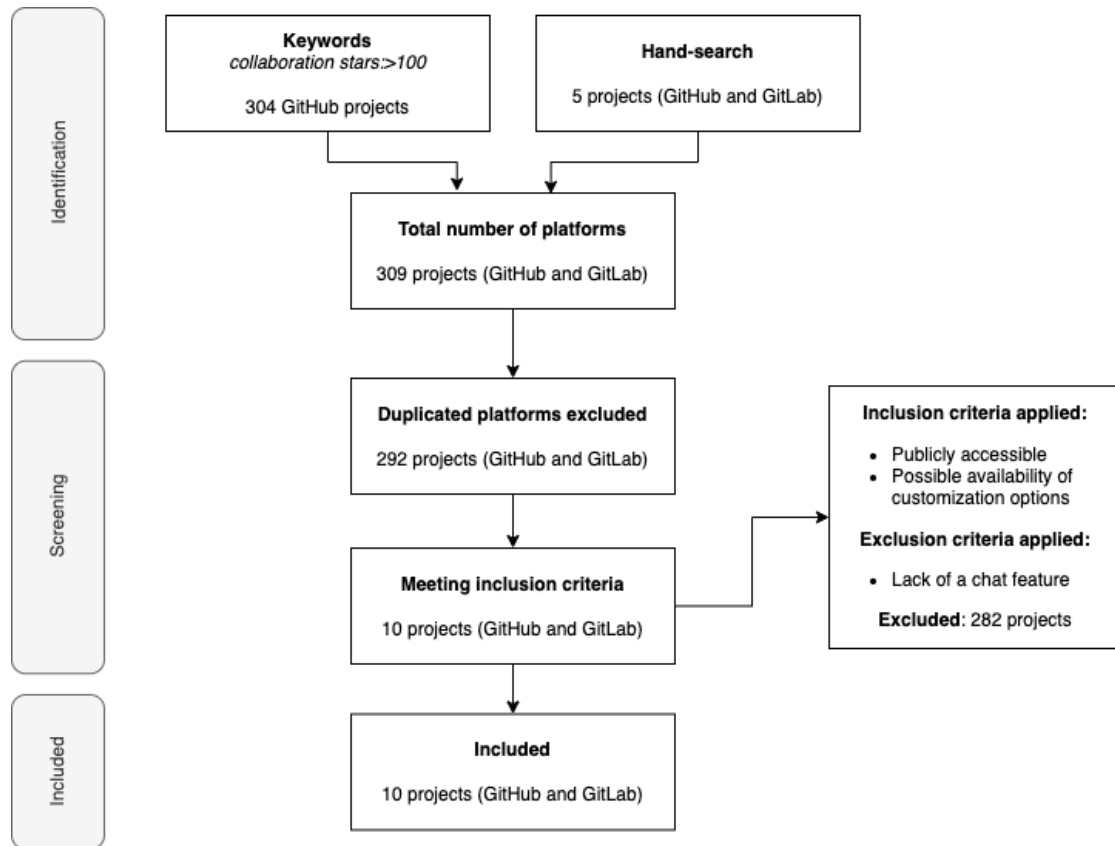 Identification
Keywords
collaboration stars:>100
304 GitHub projects
Hand-search
5 projects (GitHub and GitLab)
Total number of platforms
309 projects (GitHub and GitLab)
Screening
Duplicated platforms excluded
292 projects (GitHub and GitLab)
Meeting inclusion criteria
10 projects (GitHub and GitLab)
Inclusion criteria applied:
• Publicly accessible
• Possible availability of
customization options
Exclusion criteria applied:
• Lack of a chat feature
Excluded: 282 projects
Included
Included
10 projects (GitHub and GitLab)